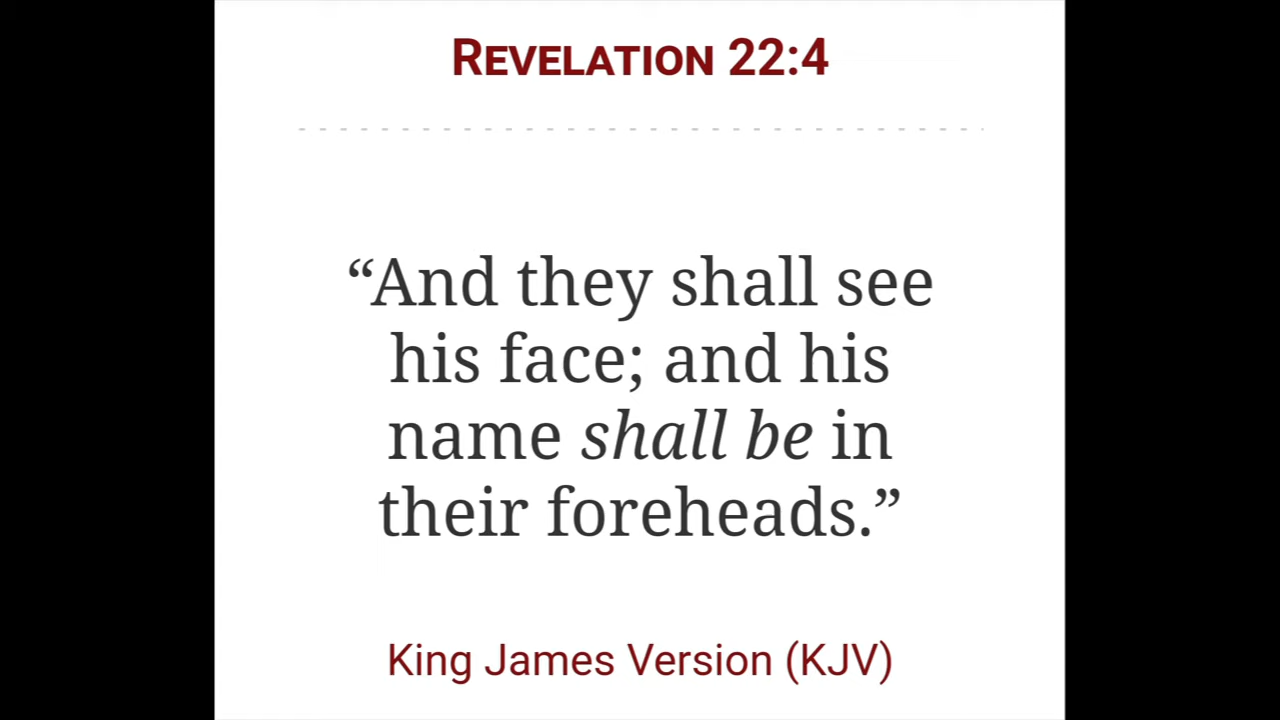 REVELATION 22:4
“And they shall see
his face; and his
name shall be in
their foreheads.”
King James Version (KJV)